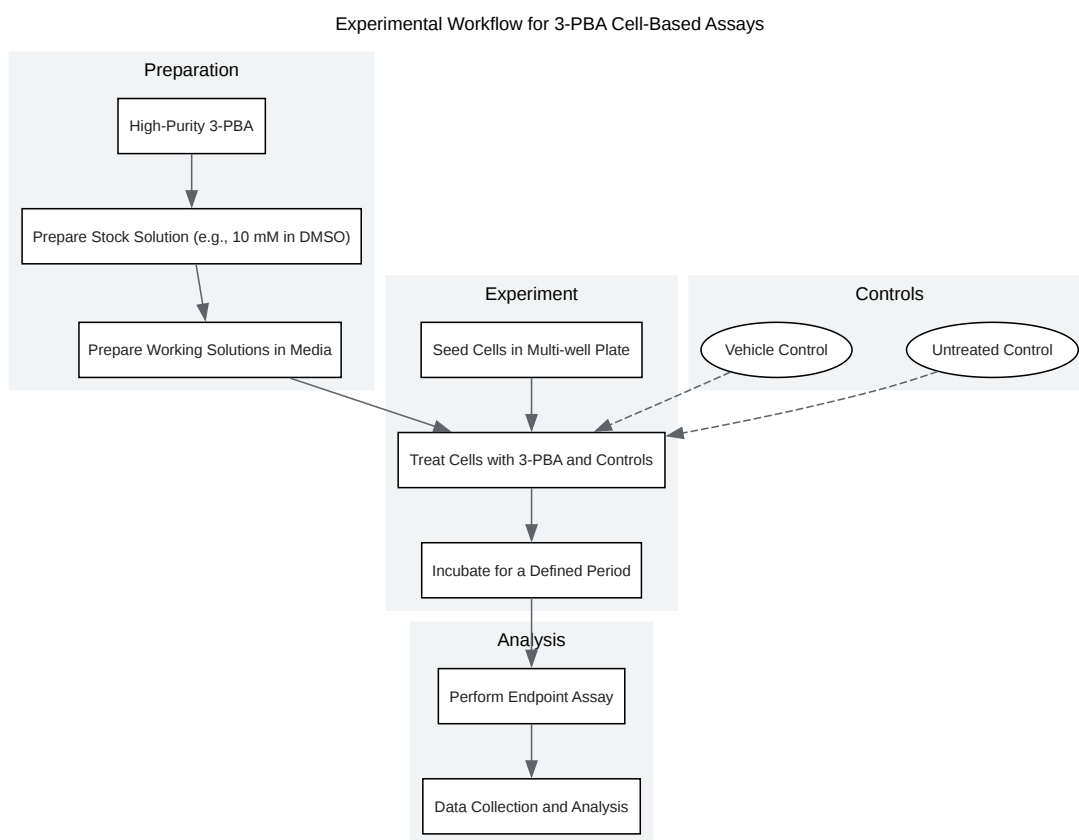 Experimental Workflow for 3-PBA Cell-Based Assays
Preparation
High-Purity 3-PBA
Prepare Stock Solution (e.g., 10 mM in DMSO)
Prepare Working Solutions in Media
Experiment
Seed Cells in Multi-well Plate
Controls
Vehicle Control
Untreated Control
Treat Cells with 3-PBA and Controls
Incubate for a Defined Period
Analysis
Perform Endpoint Assay
Data Collection and Analysis